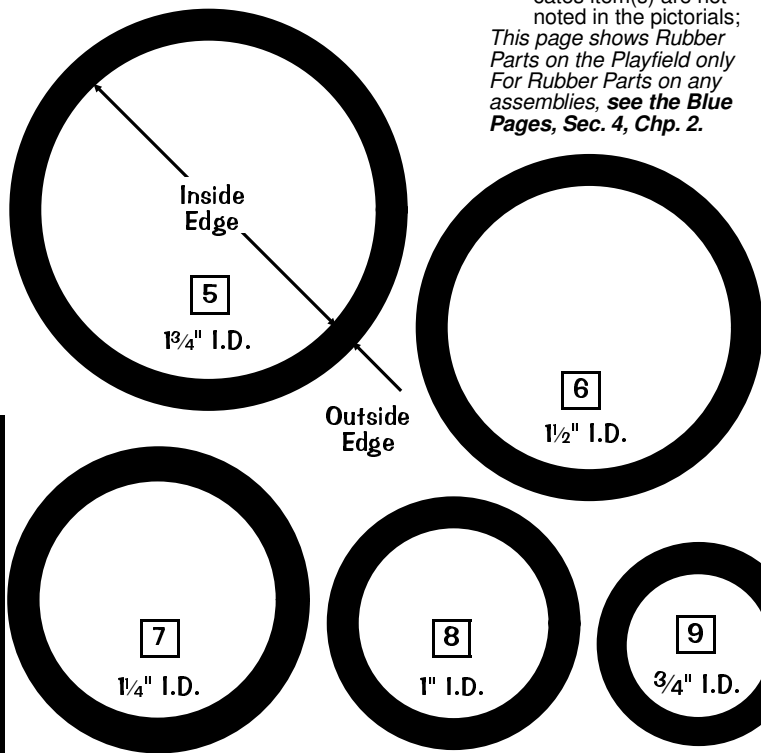 cates item(s) are not
noted in the pictorials;
This page shows Rubber
Parts on the Playfield only
For Rubber Parts on any
assemblies, see the Blue
Pages, Sec. 4, Chp. 2.
Inside
Edge
5
1¾" I.D.
Outside
Edge
6
1½" I.D.
7
1¼" I.D.
8
1" I.D.
9
¾" I.D.